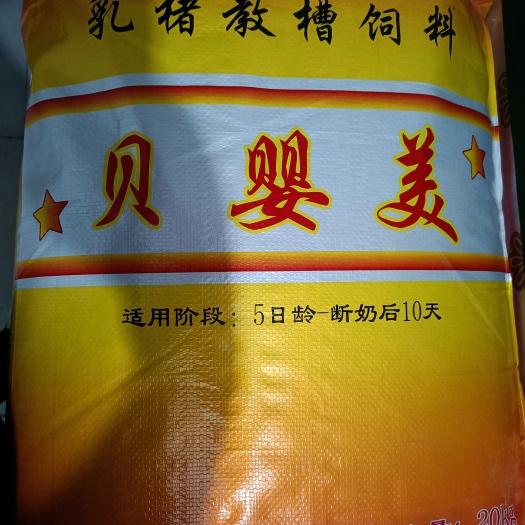 乳猪教槽饲料
贝婴美
适用阶段：5日龄-断奶后10天
20kg